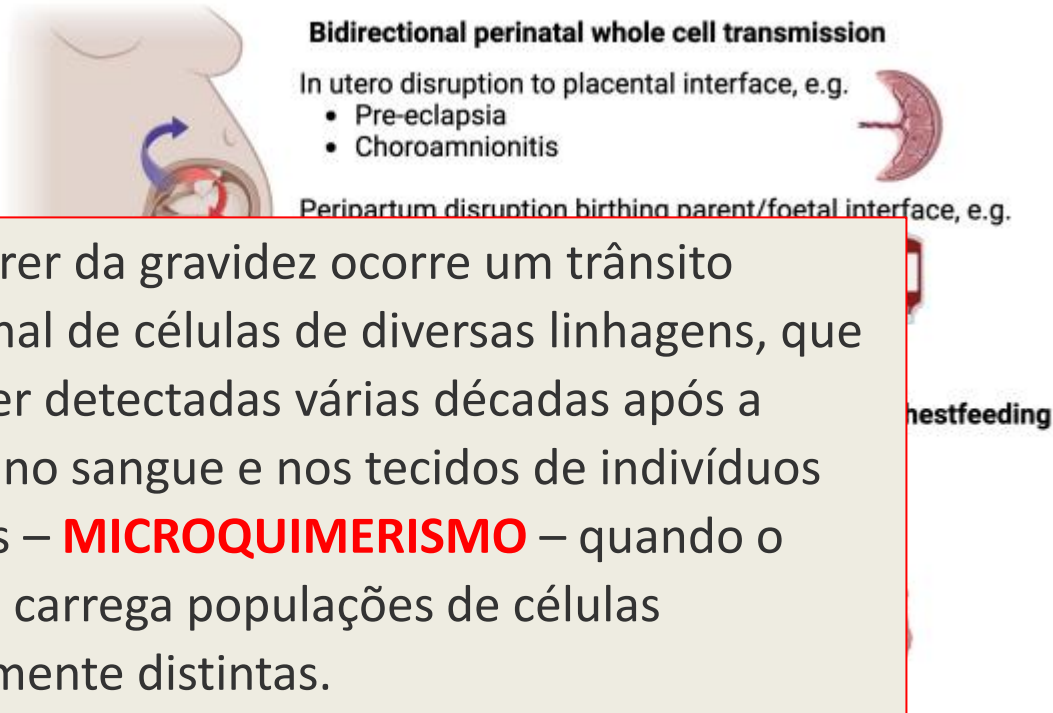 Bidirectional perinatal whole cell transmission
In utero disruption to placental interface, e.g.
• Pre-eclapsia
• Choroamnionitis
Peripartum disruption birthing parent/foetal interface, e.g.
rer da gravidez ocorre um trânsito
nal de células de diversas linhagens, que
er detectadas várias décadas após a
no sangue e nos tecidos de indivíduos
s – MICROQUIMERISMO – quando o
carrega populações de células
mente distintas.
hestfeeding